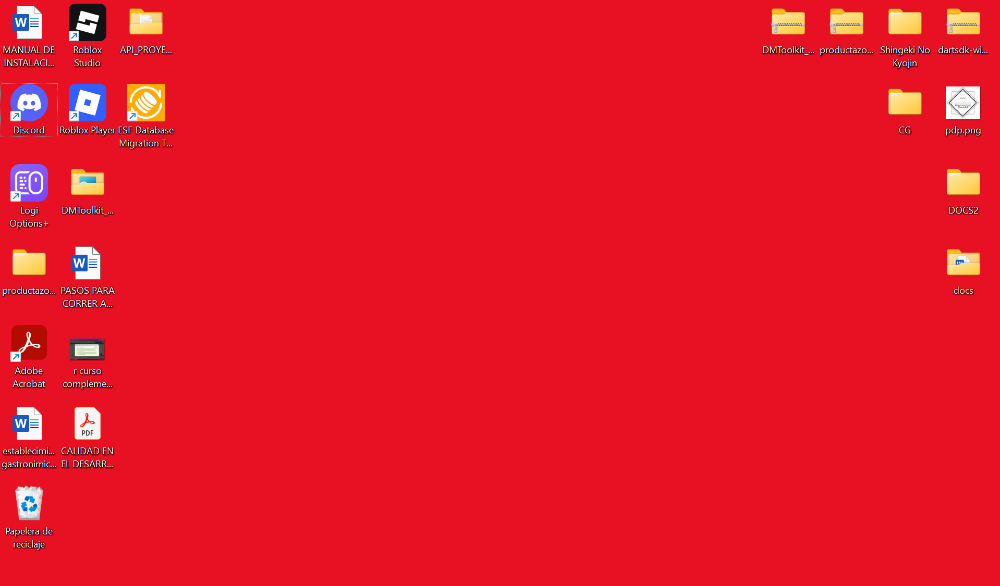 MANUAL DE
INSTALACI...
Roblox
Studio
API_PROYE...
DMToolkit_...
productazo...
Shingeki No
Kyojin
dartsdk-wi...
Discord
Roblox Player
ESF Database
Migration T...
CG
pdp.png
Logi
Options+
DMToolkit_...
DOCS2
productazo...
PASOS PARA
CORRER A...
docs
Adobe
Acrobat
r curso
compleme...
PDF
establecimi...
gastronimic...
CALIDAD EN
EL DESARR...
Papelera de
reciclaje